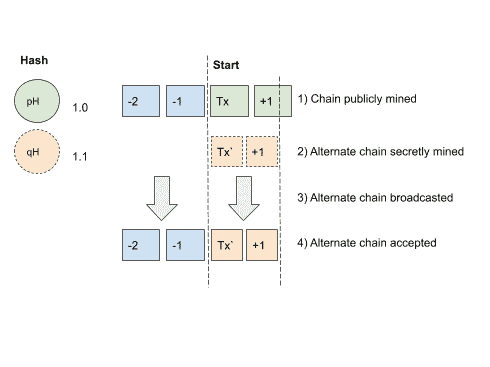 Hash
Start
pH
1.0
-2
-1
Tx
+1
1) Chain publicly mined
qH
1.1
Tx`
+1
2) Alternate chain secretly mined
3) Alternate chain broadcasted
-2
-1
Tx`
+1
4) Alternate chain accepted